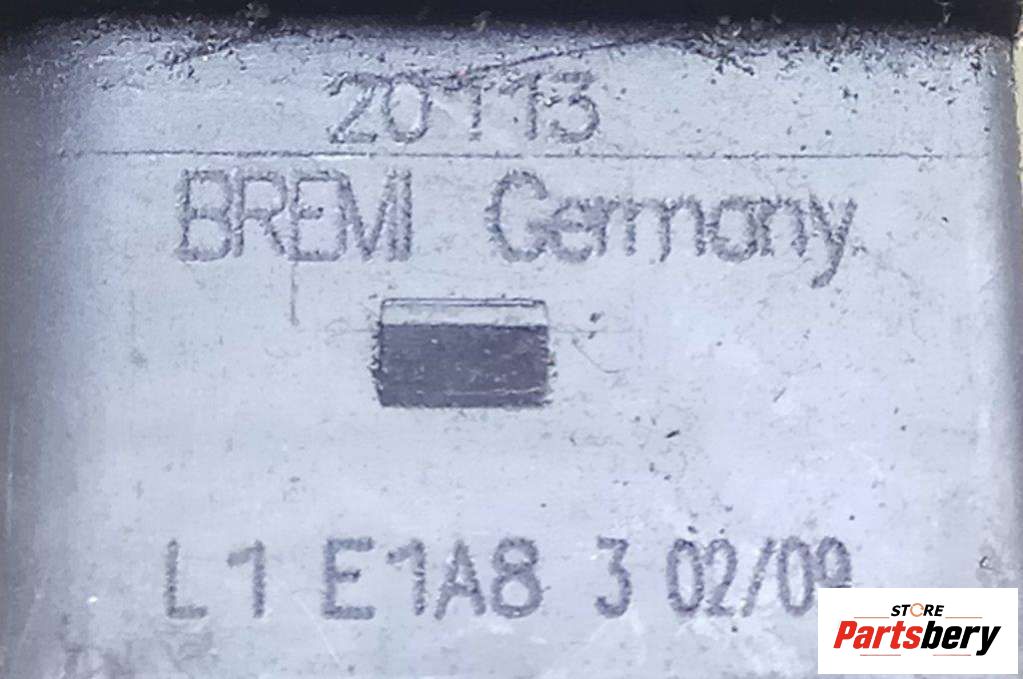 20113
BREMI Germany
L1 E1A8 3 02/09
STORE
Partsbery